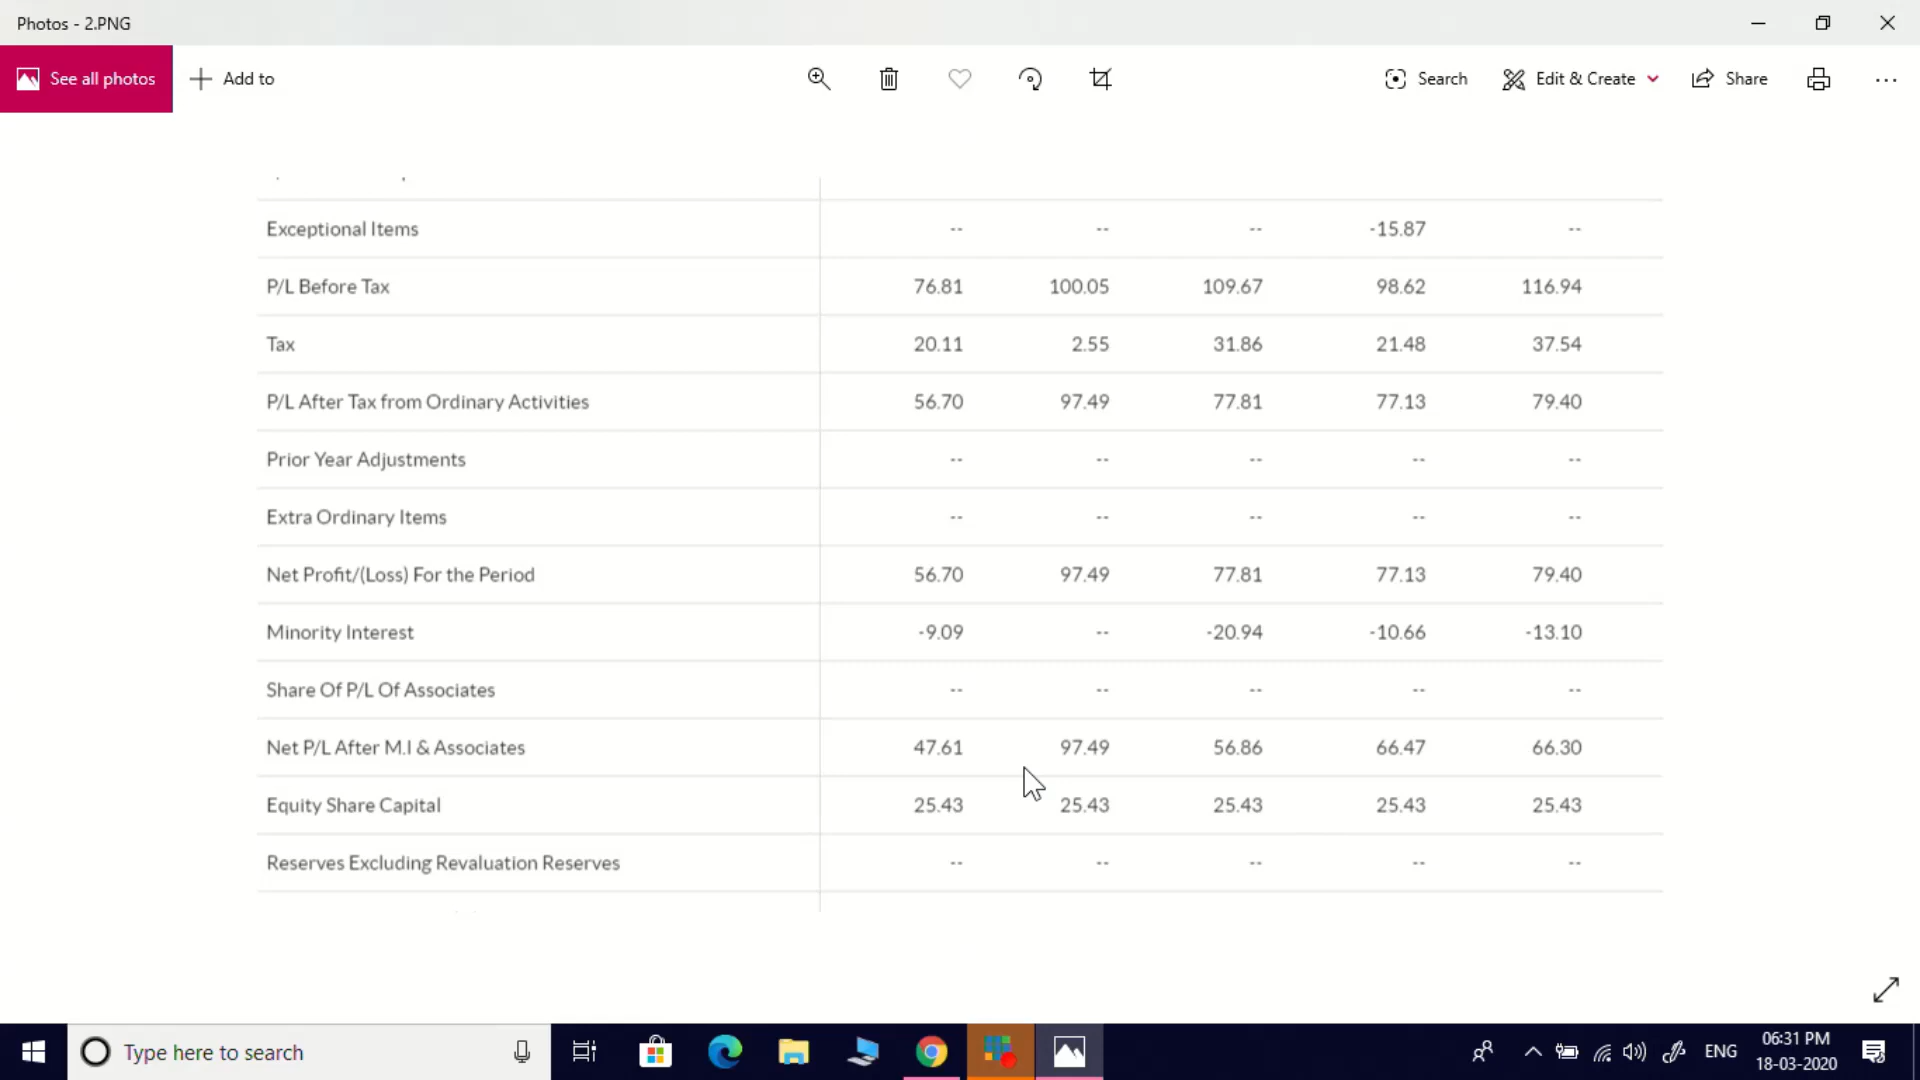 Photos - 2.PNG
See all photos Add to Search Edit & Create Share
Exceptional Items -- -- -- -15.87 --
P/L Before Tax 76.81 100.05 109.67 98.62 116.94
Tax 20.11 2.55 31.86 21.48 37.54
P/L After Tax from Ordinary Activities 56.70 97.49 77.81 77.13 79.40
Prior Year Adjustments -- -- -- -- --
Extra Ordinary Items -- -- -- -- --
Net Profit/(Loss) For the Period 56.70 97.49 77.81 77.13 79.40
Minority Interest -9.09 -- -20.94 -10.66 -13.10
Share Of P/L Of Associates -- -- -- -- --
Net P/L After M.I & Associates 47.61 97.49 56.86 66.47 66.30
Equity Share Capital 25.43 25.43 25.43 25.43 25.43
Reserves Excluding Revaluation Reserves -- -- -- -- --
Type here to search ENG 06:31 PM
18-03-2020